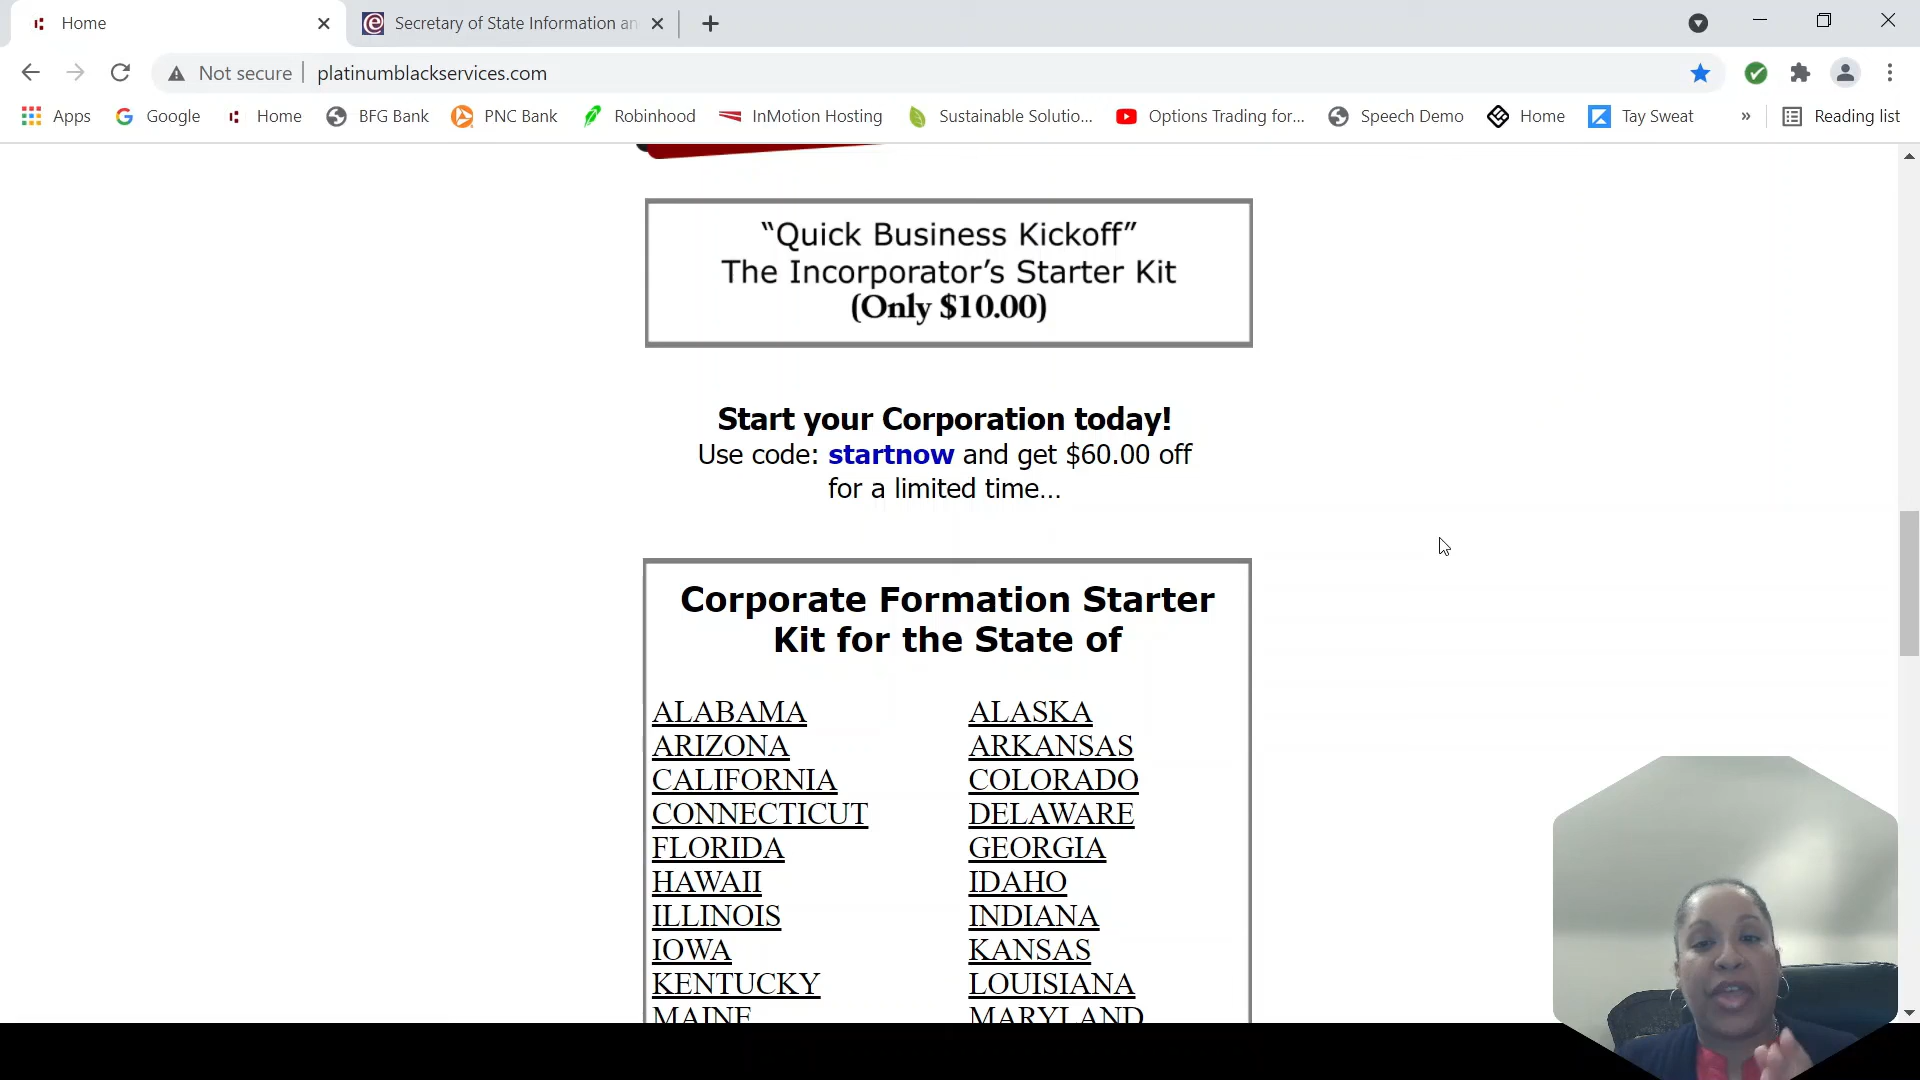 Home
Secretary of State Information an
Not secure
platinumblackservices.com
Apps
Google
Home
BFG Bank
PNC Bank
Robinhood
InMotion Hosting
Sustainable Solutio...
Options Trading for...
Speech Demo
Home
Tay Sweat
»
Reading list
“Quick Business Kickoff”
The Incorporator’s Starter Kit
(Only $10.00)
Start your Corporation today!
Use code: startnow and get $60.00 off
for a limited time...
Corporate Formation Starter
Kit for the State of
ALABAMA
ALASKA
ARIZONA
ARKANSAS
CALIFORNIA
COLORADO
CONNECTICUT
DELAWARE
FLORIDA
GEORGIA
HAWAII
IDAHO
ILLINOIS
INDIANA
IOWA
KANSAS
KENTUCKY
LOUISIANA
MAINE
MARYLAND